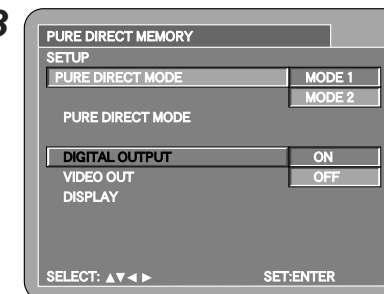 3
PURE DIRECT MEMORY
SETUP
PURE DIRECT MODE MODE 1
MODE 2
PURE DIRECT MODE
DIGITAL OUTPUT ON
VIDEO OUT OFF
DISPLAY
SELECT: ▲▼◀ ▶ SET:ENTER